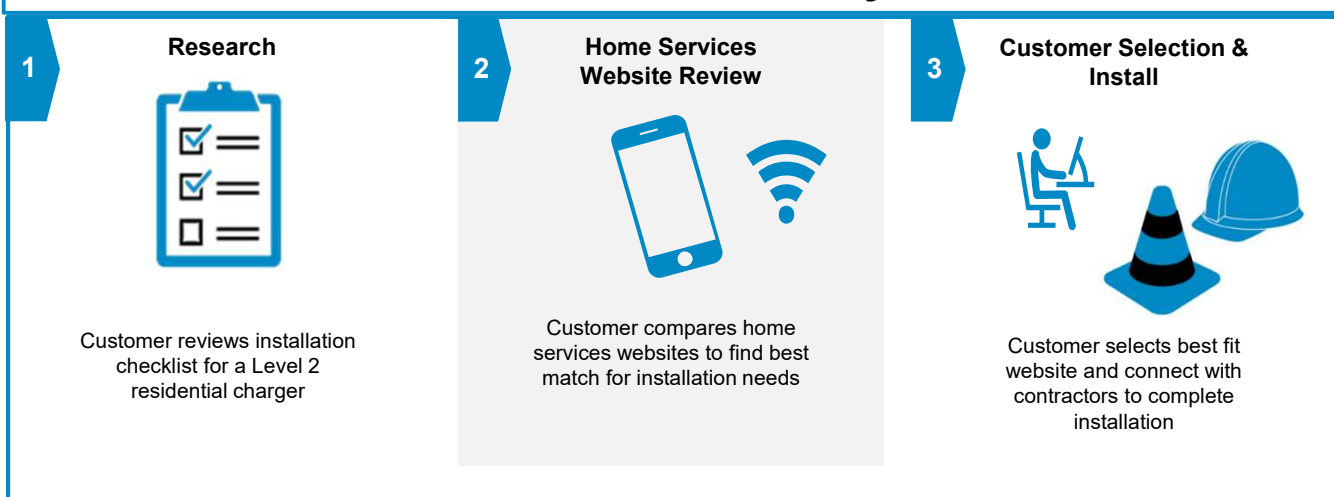 1
Research
Customer reviews installation
checklist for a Level 2
residential charger
2
Home Services
Website Review
Customer compares home
services websites to find best
match for installation needs
3
Customer Selection &
Install
Customer selects best fit
website and connect with
contractors to complete
installation